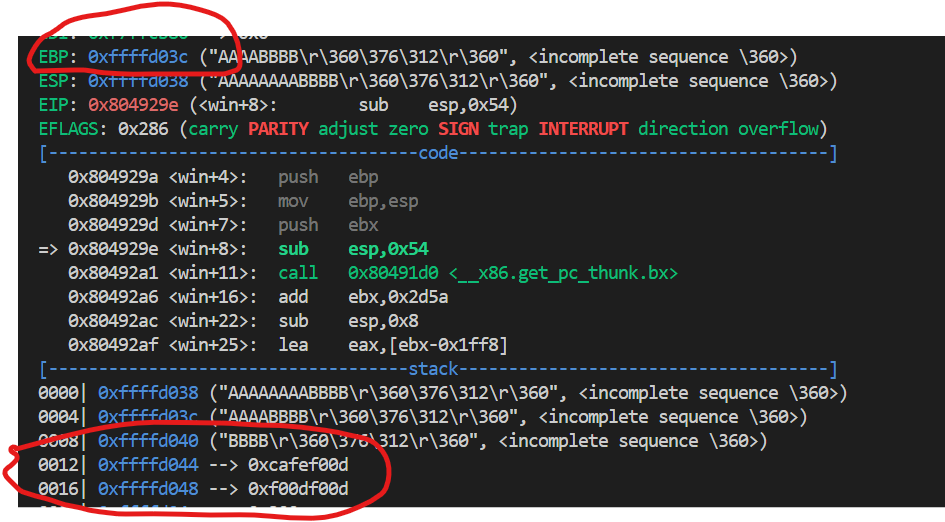 EBP: 0xffffd03c ("AAAABBBB\r\360\376\312\r\360", <incomplete sequence \360>)
ESP: 0xffffd038 ("AAAAAAAABBBB\r\360\376\312\r\360", <incomplete sequence \360>)
EIP: 0x804929e (<win+8>: sub esp,0x54)
EFLAGS: 0x286 (carry PARITY adjust zero SIGN trap INTERRUPT direction overflow)
[-------------------------------------code-------------------------------------]
0x804929a <win+4>: push ebp
0x804929b <win+5>: mov ebp,esp
0x804929d <win+7>: push ebx
=> 0x804929e <win+8>: sub esp,0x54
0x80492a1 <win+11>: call 0x80491d0 <__x86.get_pc_thunk.bx>
0x80492a6 <win+16>: add ebx,0x2d5a
0x80492ac <win+22>: sub esp,0x8
0x80492af <win+25>: lea eax,[ebx-0x1ff8]
[------------------------------------stack-------------------------------------]
0000| 0xffffd038 ("AAAAAAAABBBB\r\360\376\312\r\360", <incomplete sequence \360>)
0004| 0xffffd03c ("AAAABBBB\r\360\376\312\r\360", <incomplete sequence \360>)
0008| 0xffffd040 ("BBBB\r\360\376\312\r\360", <incomplete sequence \360>)
0012| 0xffffd044 --> 0xcafef00d
0016| 0xffffd048 --> 0xf00df00d